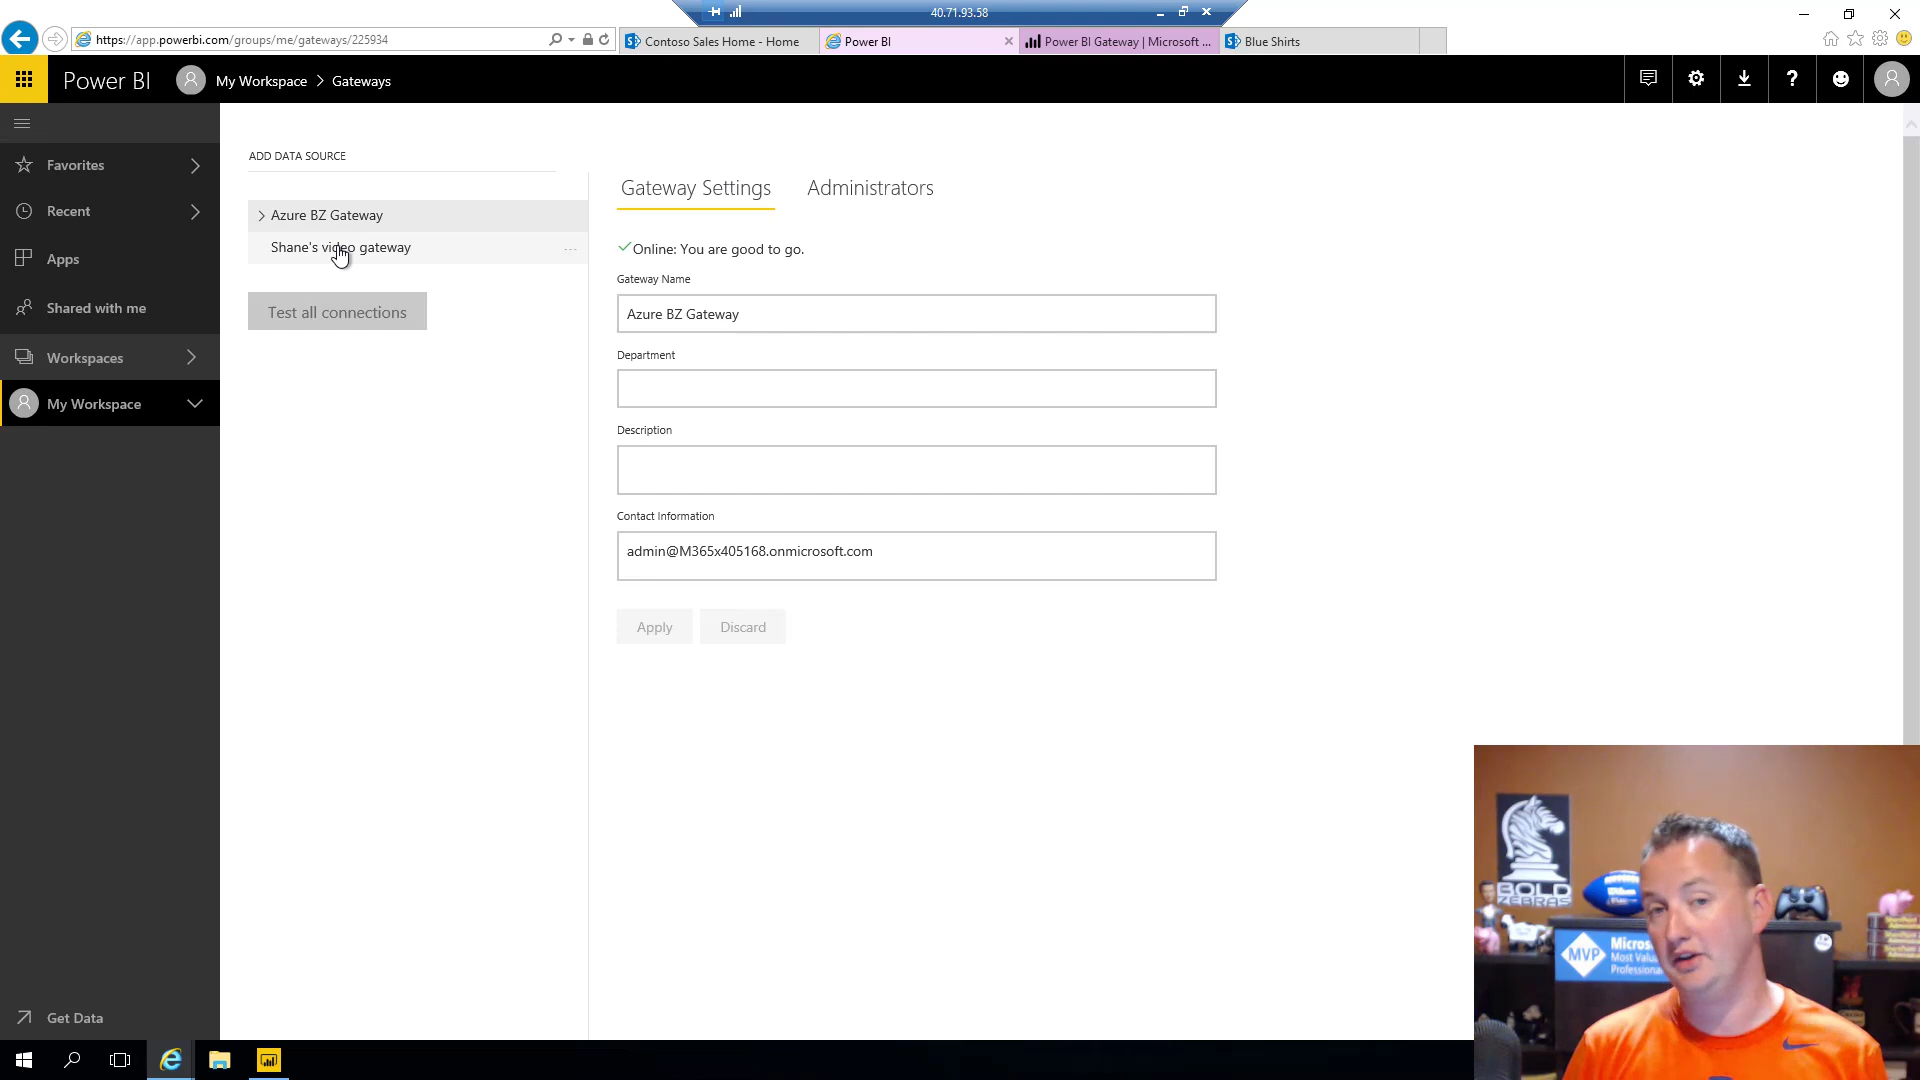 40.71.93.58
https://app.powerbi.com/groups/me/gateways/225934
Contoso Sales Home - Home
Power BI
Power BI Gateway | Microsoft ...
Blue Shirts
Power BI
My Workspace > Gateways
Favorites
Recent
Apps
Shared with me
Workspaces
My Workspace
Get Data
ADD DATA SOURCE
Azure BZ Gateway
Shane's video gateway
Test all connections
Gateway Settings
Administrators
Online: You are good to go.
Gateway Name
Azure BZ Gateway
Department
Description
Contact Information
admin@M365x405168.onmicrosoft.com
Apply
Discard
BOLD
ZEBRAS
MVP
Micros
Most Valua
Professional